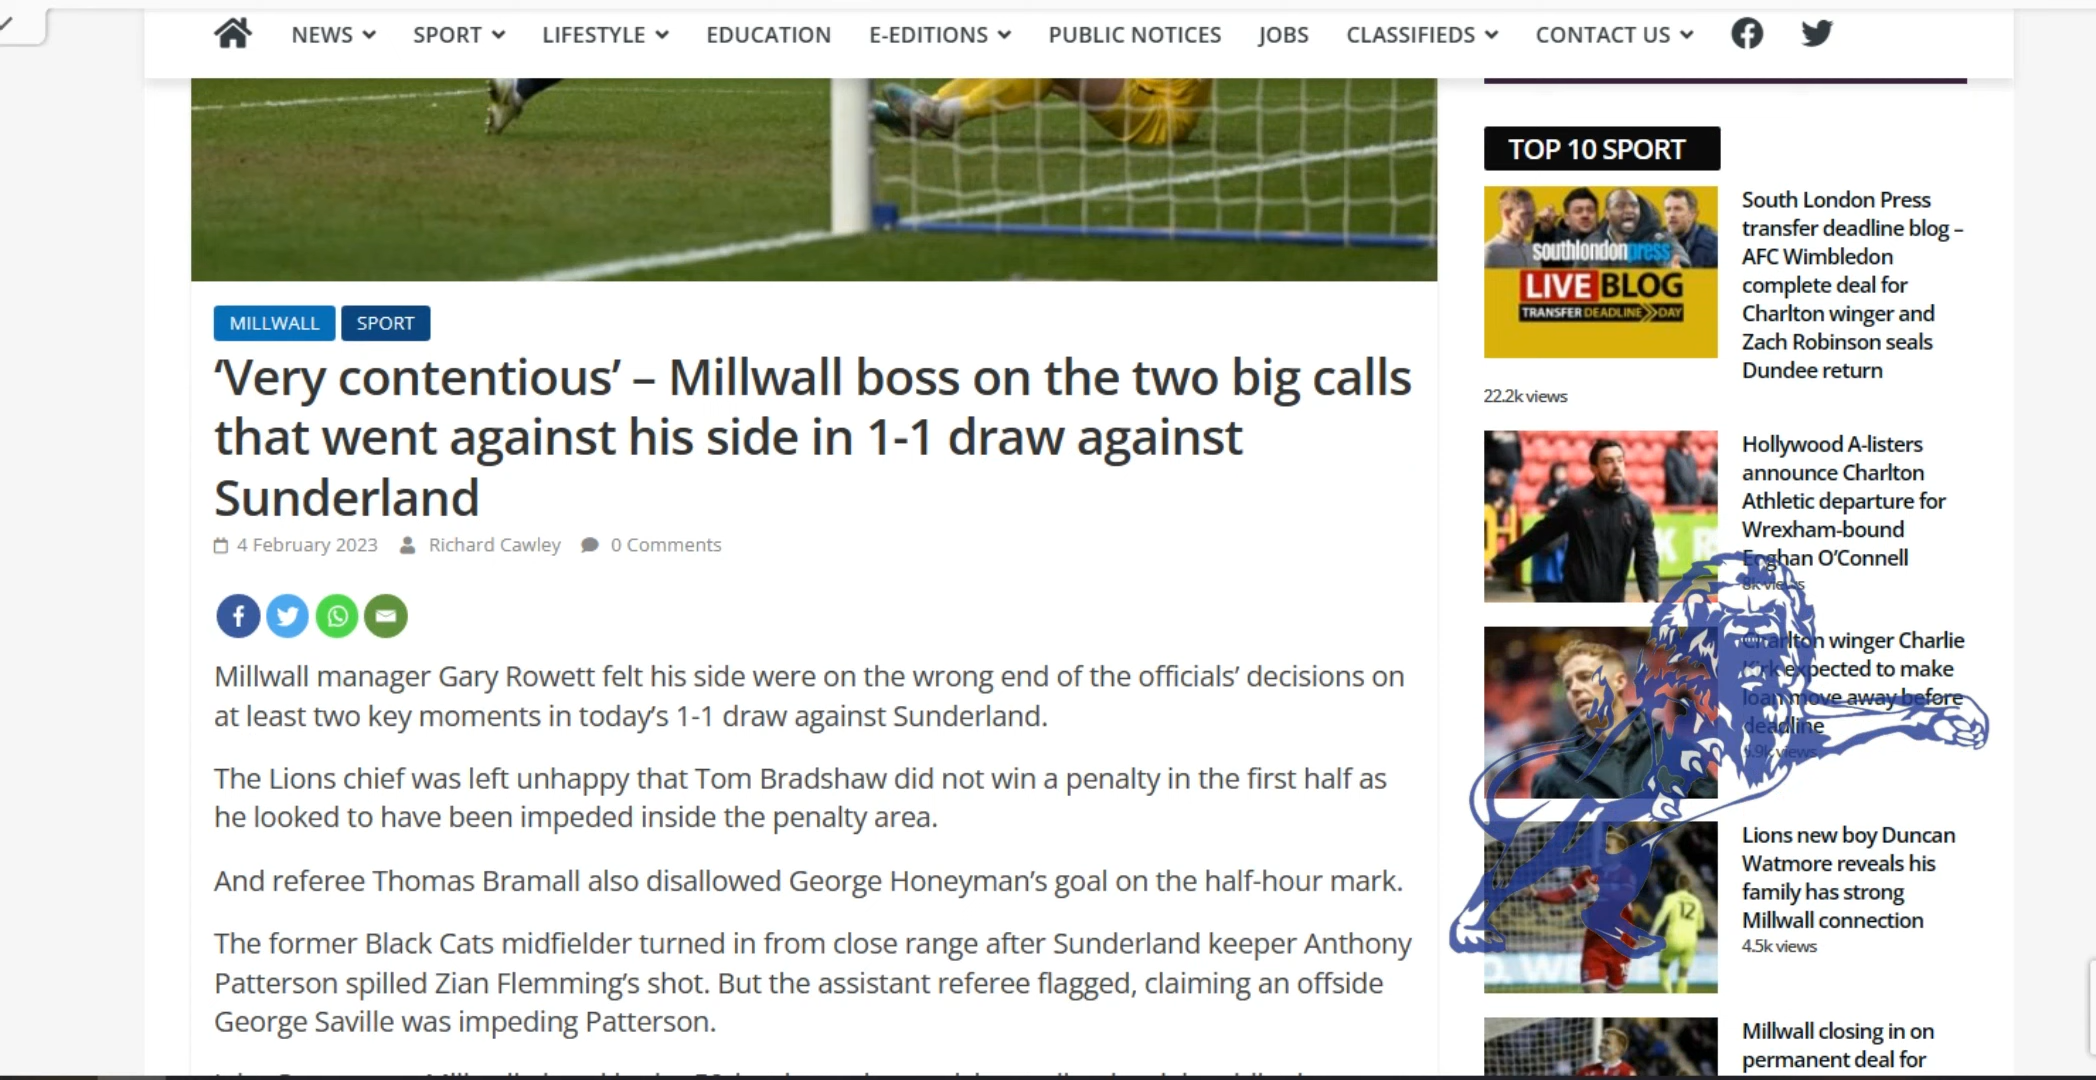 NEWS SPORT LIFESTYLE EDUCATION E-EDITIONS PUBLIC NOTICES JOBS CLASSIFIEDS CONTACT US
MILLWALL SPORT
‘Very contentious’ – Millwall boss on the two big calls
that went against his side in 1-1 draw against
Sunderland
4 February 2023 Richard Cawley 0 Comments
Millwall manager Gary Rowett felt his side were on the wrong end of the officials’ decisions on
at least two key moments in today’s 1-1 draw against Sunderland.
The Lions chief was left unhappy that Tom Bradshaw did not win a penalty in the first half as
he looked to have been impeded inside the penalty area.
And referee Thomas Bramall also disallowed George Honeyman’s goal on the half-hour mark.
The former Black Cats midfielder turned in from close range after Sunderland keeper Anthony
Patterson spilled Zian Flemming’s shot. But the assistant referee flagged, claiming an offside
George Saville was impeding Patterson.
TOP 10 SPORT
southlondonpress
LIVE BLOG
TRANSFER DEADLINE DAY
South London Press
transfer deadline blog –
AFC Wimbledon
complete deal for
Charlton winger and
Zach Robinson seals
Dundee return
22.2k views
Hollywood A-listers
announce Charlton
Athletic departure for
Wrexham-bound
Eoghan O’Connell
8k views
Charlton winger Charlie
Kirk expected to make
loan move away before
deadline
views
12
Lions new boy Duncan
Watmore reveals his
family has strong
Millwall connection
4.5k views
Millwall closing in on
permanent deal for